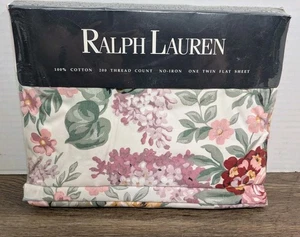 RALPH LAUREN
100% COTTON 200 THREAD COUNT NO-IRON ONE TWIN FLAT SHEET